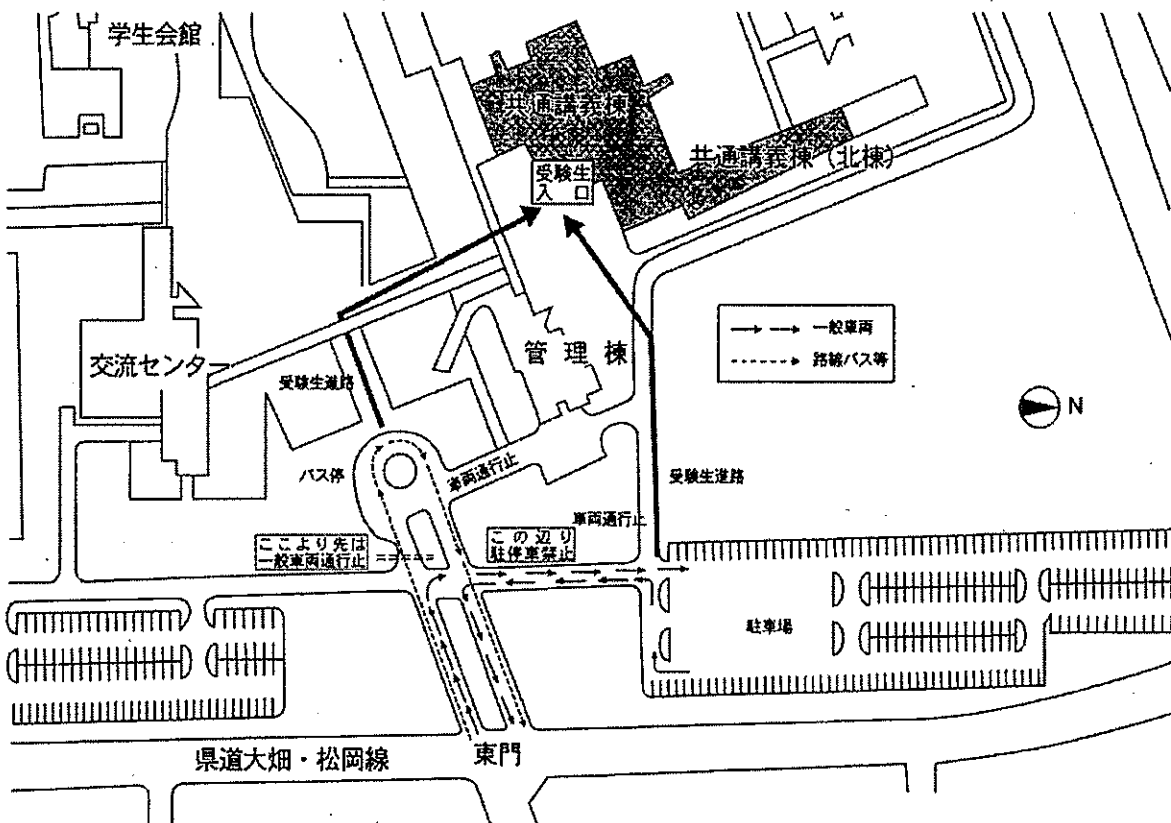 学生会館
共通講義棟
共通講義棟（北棟）
受験生
入　口
一般車両
路線バス等
管理棟
交流センター
受験生道路
N
バス停
車両通行止
受験生道路
車両通行止
ここより先は
一般車両通行止
この辺り
駐停車禁止
駐車場
県道大畑・松岡線
東門